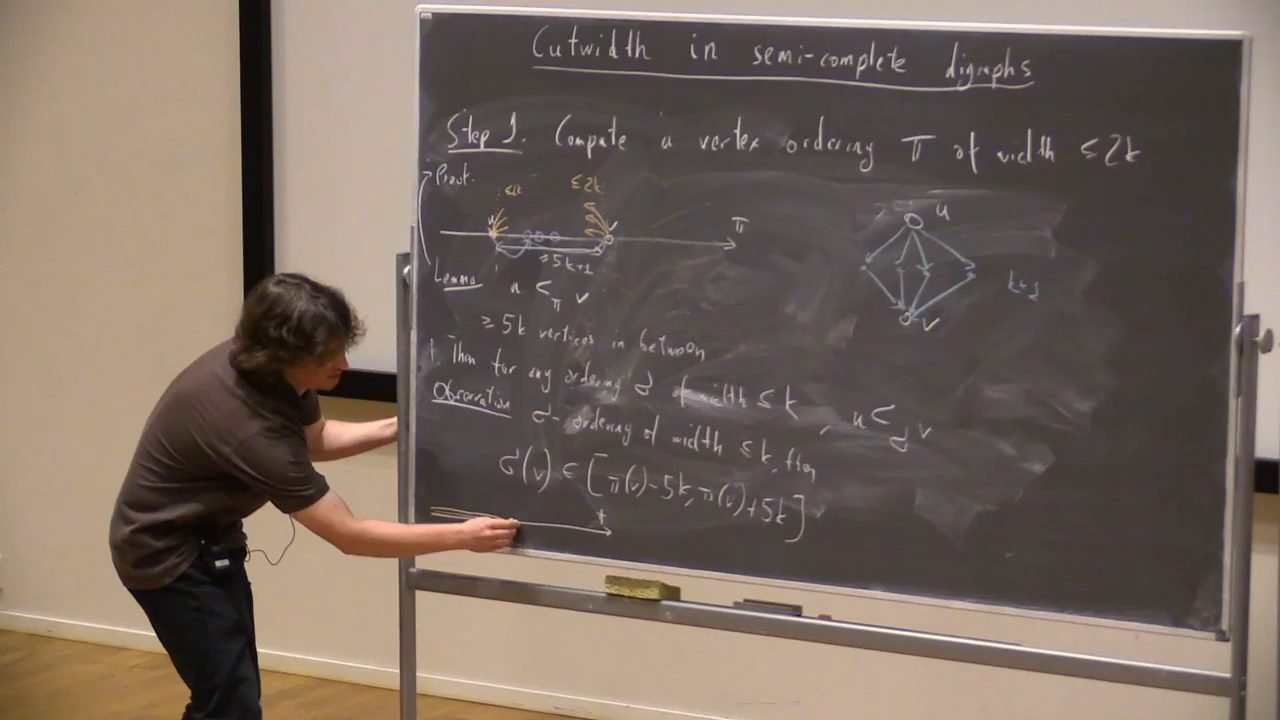 Cutwidth in semi-complete digraphs
Step 1. Compute a vertex ordering π of width ≤ 2k
Proof.
≤2k
u v π
≥5k+1
u
k+1
v
Lemma u <π v
≥ 5k vertices in between
Then for any ordering σ of width ≤ k, u <σ v
Observation σ - ordering of width ≤ k, then
σ(v) ∈ [π(v)-5k, π(v)+5k]
t